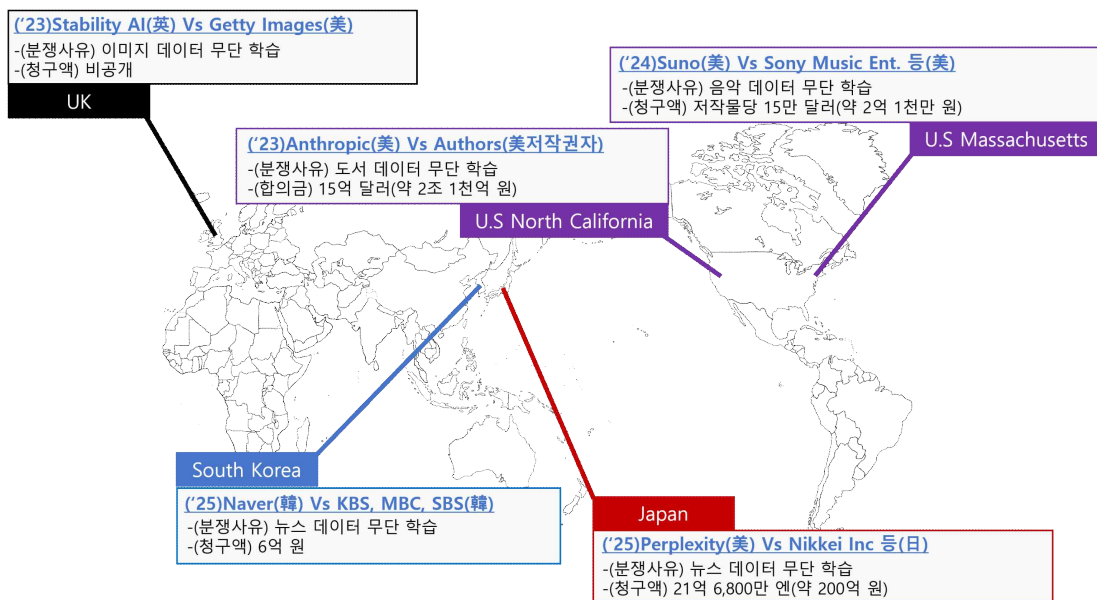 (‘23)Stability AI(英) Vs Getty Images(美)
-(분쟁사유) 이미지 데이터 무단 학습
-(청구액) 비공개
UK
(‘24)Suno(美) Vs Sony Music Ent. 등(美)
-(분쟁사유) 음악 데이터 무단 학습
-(청구액) 저작물당 15만 달러(약 2억 1천만 원)
U.S Massachusetts
(‘23)Anthropic(美) Vs Authors(美저작권자)
-(분쟁사유) 도서 데이터 무단 학습
-(합의금) 15억 달러(약 2조 1천억 원)
U.S North California
South Korea
(‘25)Naver(韓) Vs KBS, MBC, SBS(韓)
-(분쟁사유) 뉴스 데이터 무단 학습
-(청구액) 6억 원
Japan
(‘25)Perplexity(美) Vs Nikkei Inc 등(日)
-(분쟁사유) 뉴스 데이터 무단 학습
-(청구액) 21억 6,800만 엔(약 200억 원)